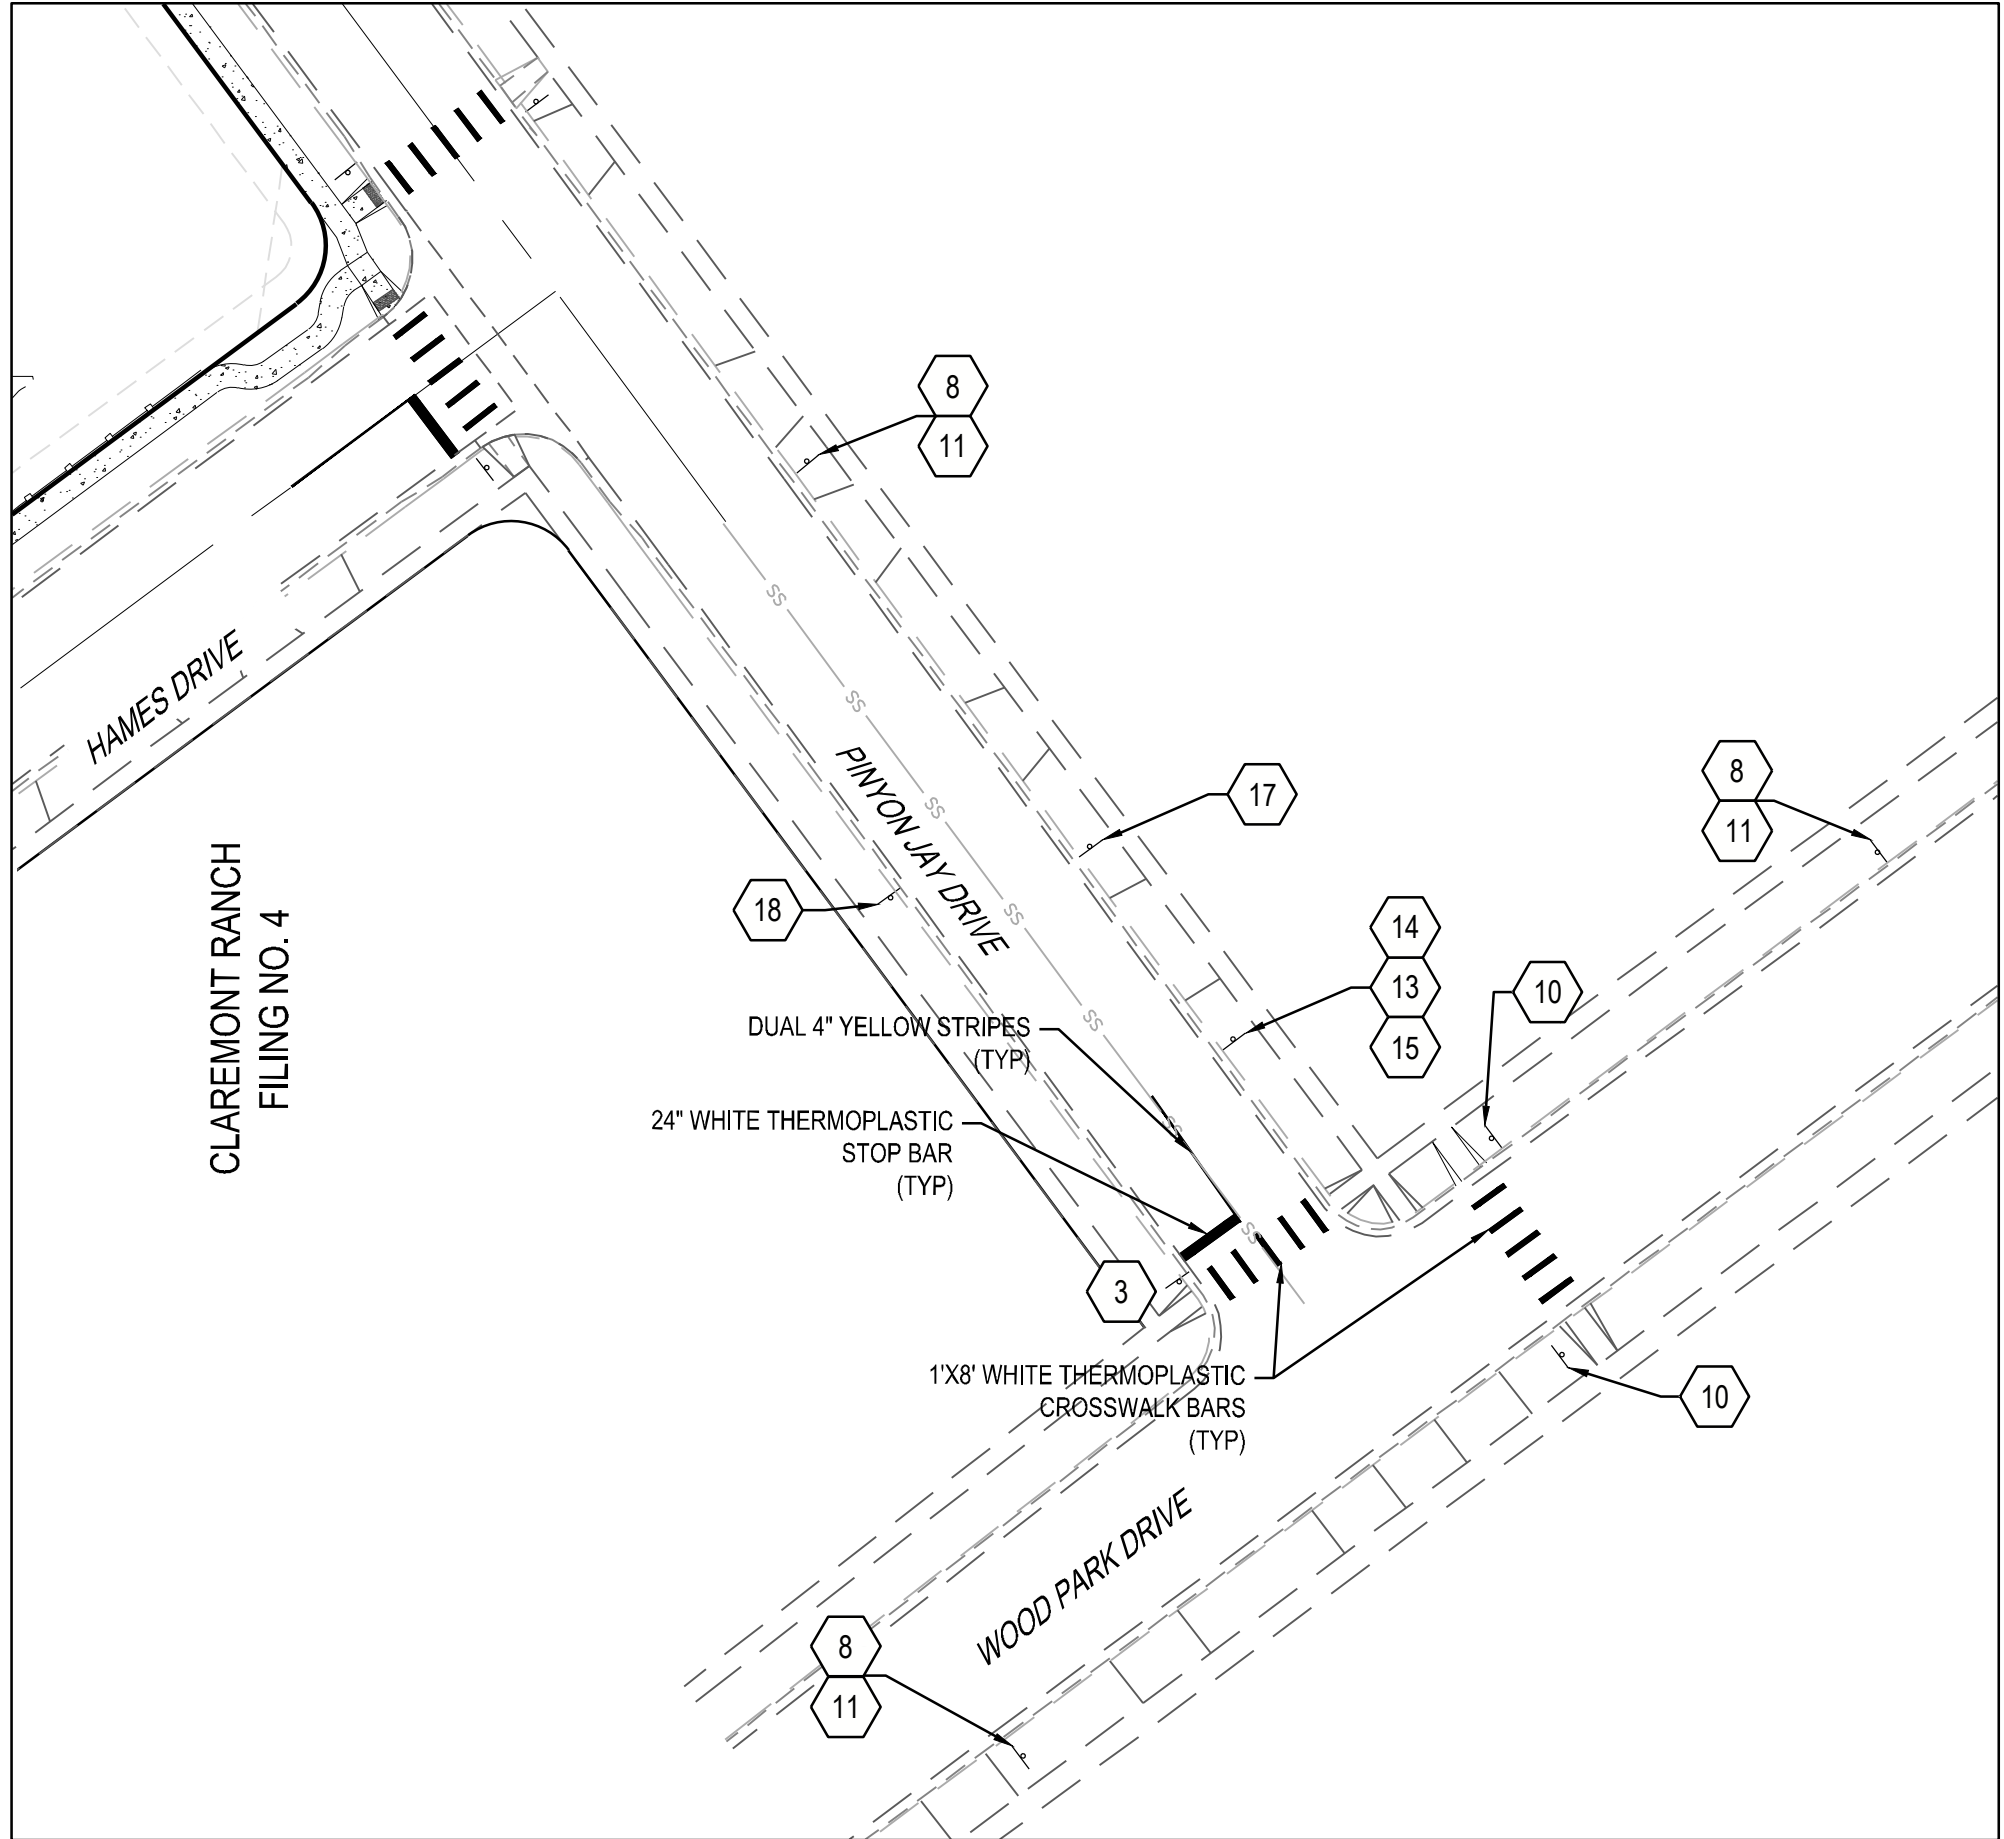 8
11
HAMES DRIVE
SS
SS
PINYON JAY DRIVE
SS
17
8
11
CLAREMONT RANCH
FILING NO. 4
18
SS
14
13
15
10
DUAL 4" YELLOW STRIPES
(TYP)
SS
24" WHITE THERMOPLASTIC
STOP BAR
(TYP)
SS
SS
3
1'X8' WHITE THERMOPLASTIC
CROSSWALK BARS
(TYP)
10
WOOD PARK DRIVE
8
11